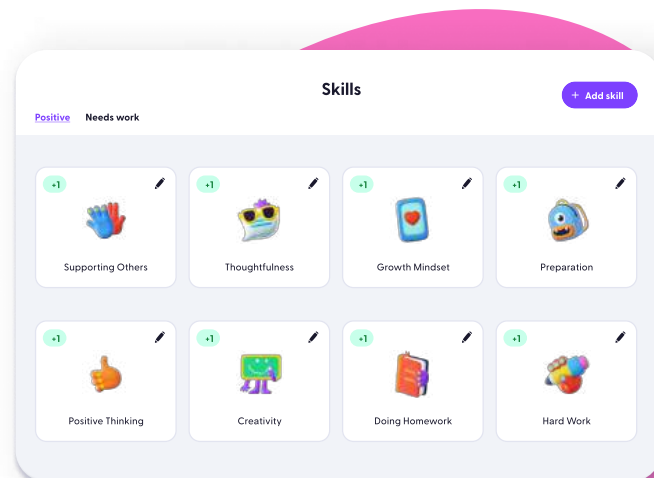 Skills
+ Add skill
Positive Needs work
+1 +1 +1 +1
Supporting Others Thoughtfulness Growth Mindset Preparation
+1 +1 +1 +1
Positive Thinking Creativity Doing Homework Hard Work